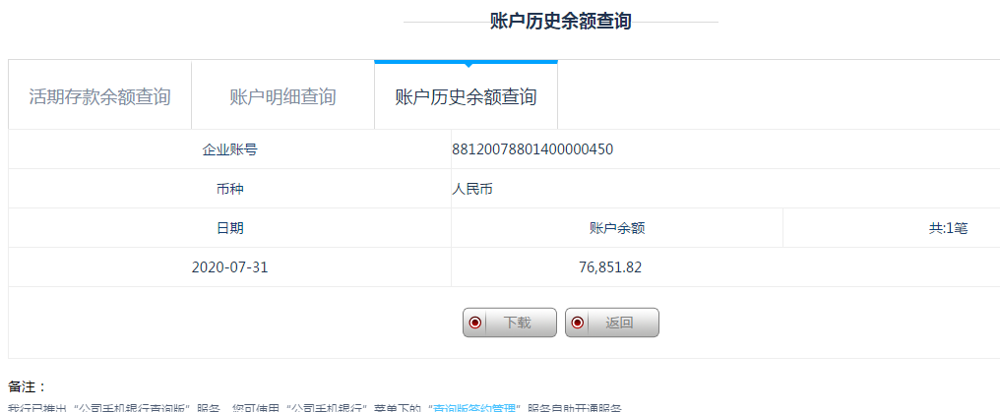 账户历史余额查询
活期存款余额查询 账户明细查询 账户历史余额查询
企业账号 88120078801400000450
币种 人民币
日期 账户余额 共:1笔
2020-07-31 76,851.82
下载 返回
备注：
我行已推出“公司手机银行查询版”服务，您可使用“公司手机银行”菜单下的“查询版签约管理”服务自助开通服务